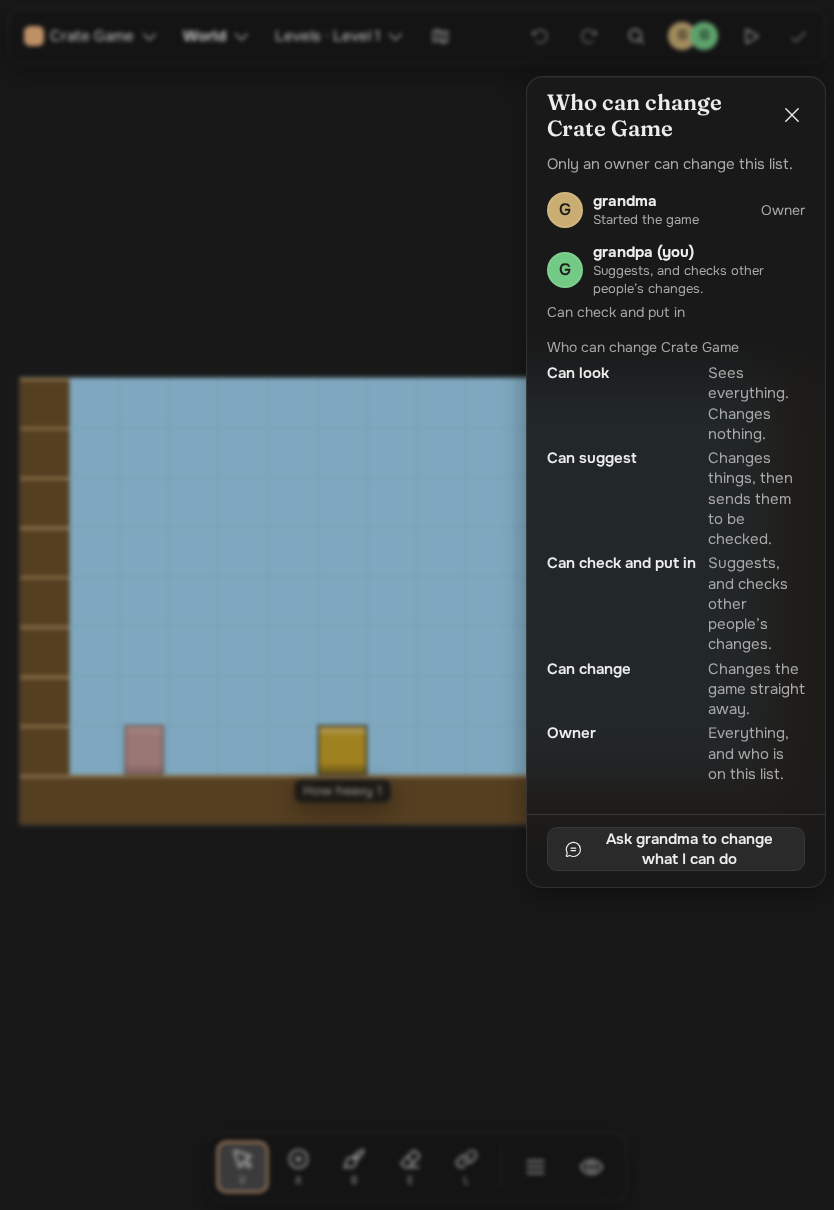 Crate Game
World
Levels · Level 1
G
G
Who can change
Crate Game
Only an owner can change this list.
G
grandma
Started the game
Owner
G
grandpa (you)
Suggests, and checks other
people's changes.
Can check and put in
Who can change Crate Game
Can look
Sees
everything.
Changes
nothing.
Can suggest
Changes
things, then
sends them
to be
checked.
Can check and put in
Suggests,
and checks
other
people's
changes.
Can change
Changes the
game straight
away.
Owner
Everything,
and who is
on this list.
Ask grandma to change
what I can do
How heavy 1
V
A
B
E
L